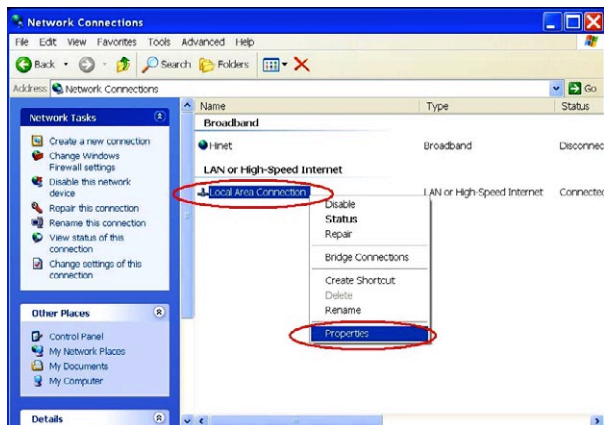 Network Connections
File Edit View Favorites Tools Advanced Help
Back Search Folders
Address Network Connections Go
Name Type Status
Network Tasks
Create a new connection
Change Windows
Firewall settings
Disable this network
device
Repair this connection
Rename this connection
View status of this
connection
Change settings of this
connection
Other Places
Control Panel
My Network Places
My Documents
My Computer
Details
Broadband
Hinet Broadband Disconnec
LAN or High-Speed Internet
Local Area Connection LAN or High-Speed Internet Connected
Disable
Status
Repair
Bridge Connections
Create Shortcut
Delete
Rename
Properties